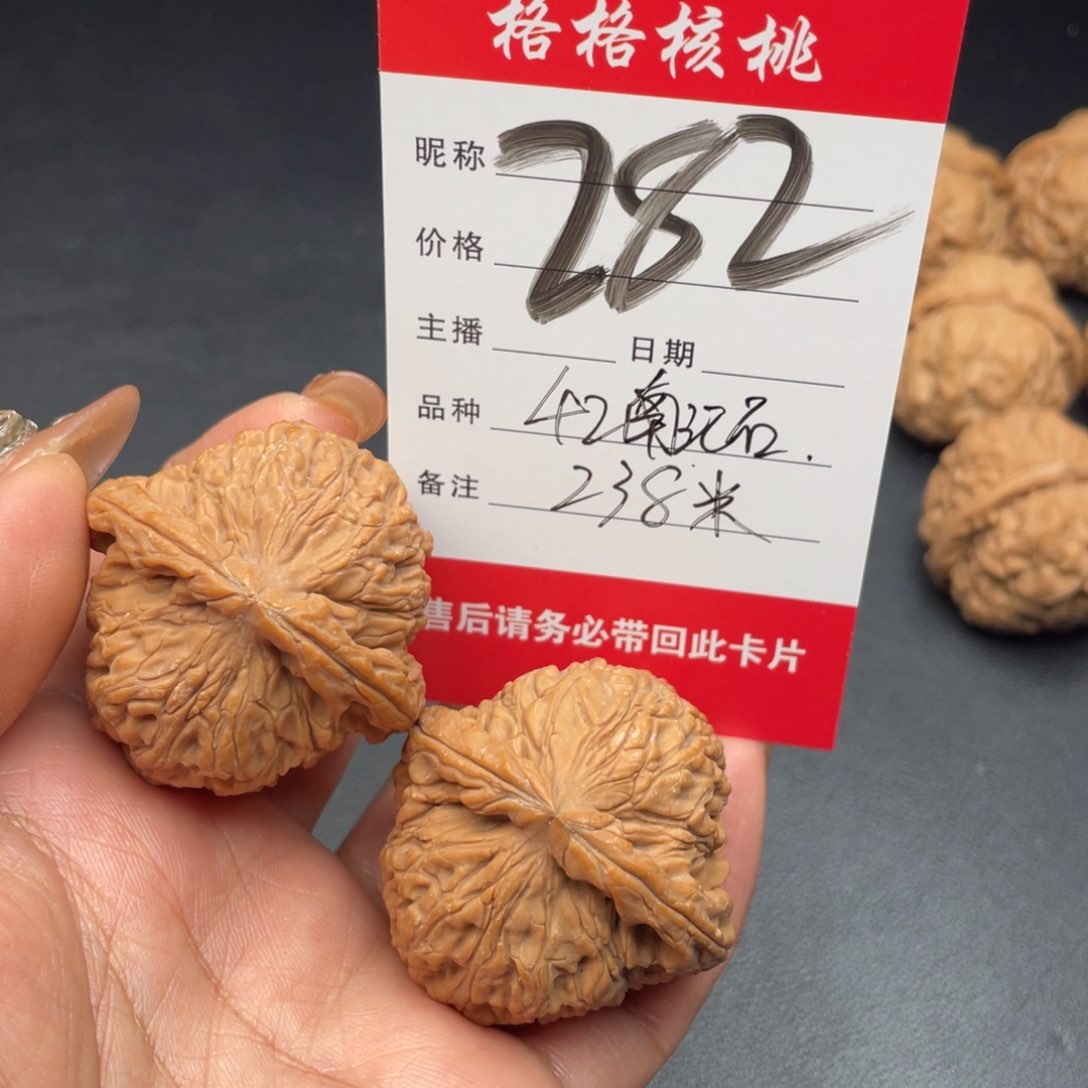 格格核桃
昵称 282
价格
主播 日期
品种 42南疆石.
备注 238米
售后请务必带回此卡片